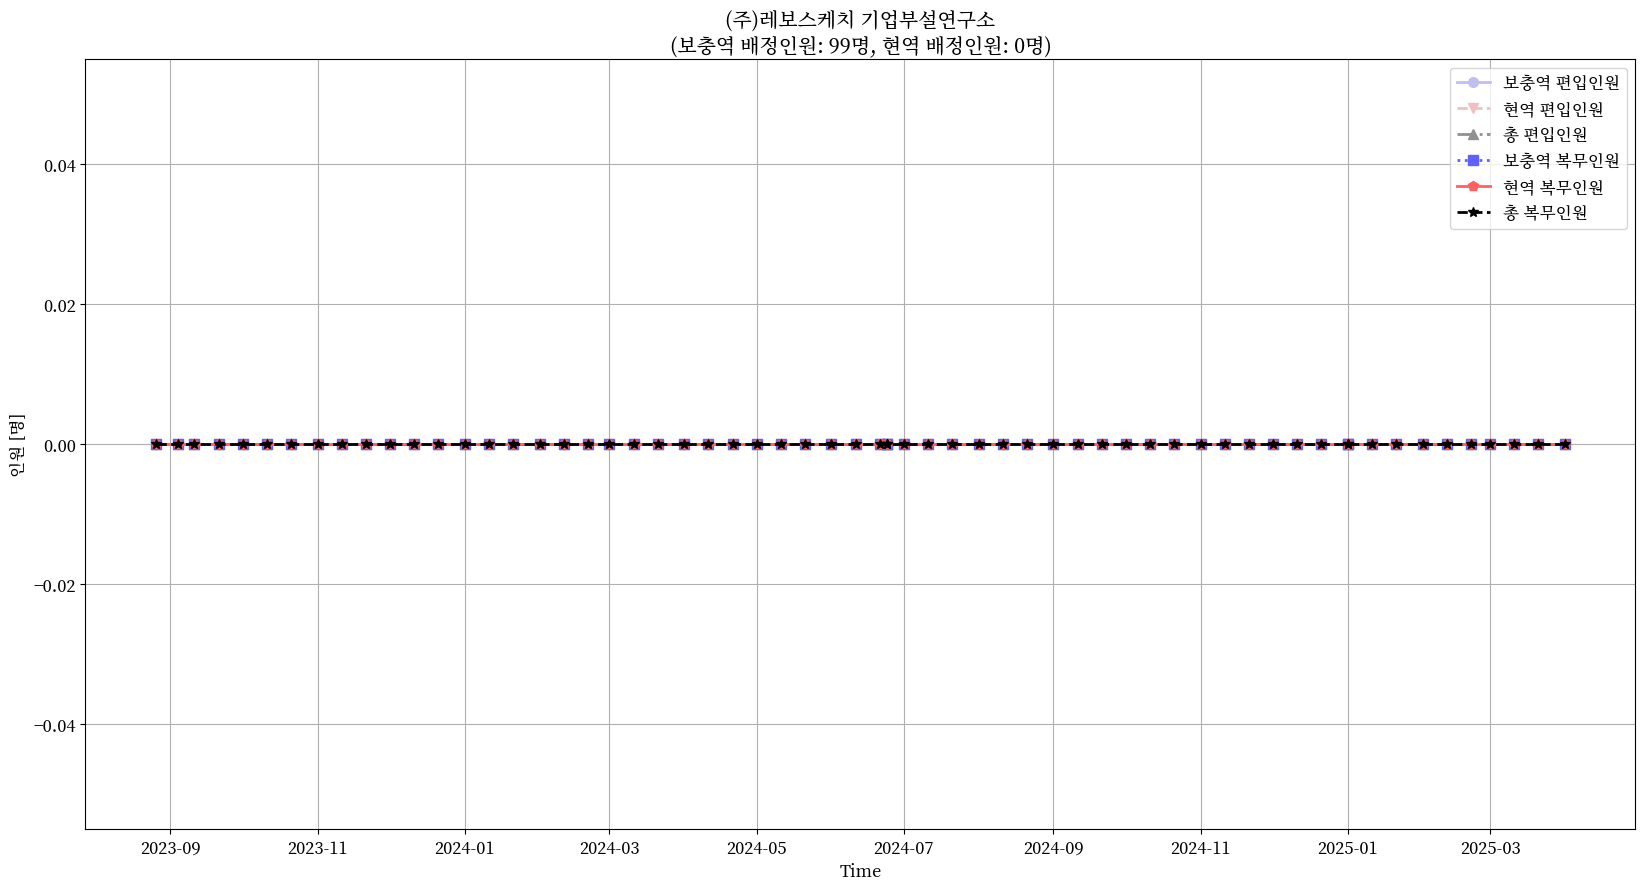 (주)레보스케치 기업부설연구소
(보충역 배정인원: 99명, 현역 배정인원: 0명)
보충역 편입인원
현역 편입인원
총 편입인원
보충역 복무인원
현역 복무인원
총 복무인원
인원 [명]
0.04
0.02
0.00
−0.02
−0.04
2023-09 2023-11 2024-01 2024-03 2024-05 2024-07 2024-09 2024-11 2025-01 2025-03
Time